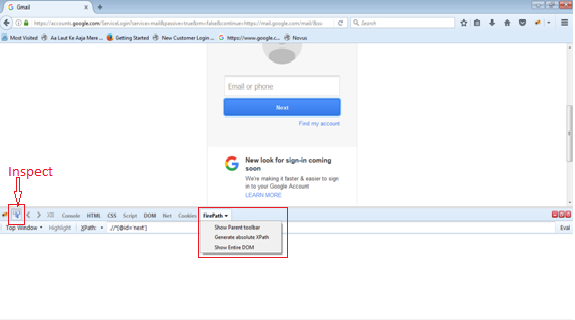 Gmail
https://accounts.google.com/ServiceLogin?service=mail&passive=true&rm=false&continue=https://mail.google.com/mail/&ss
Search
Most Visited Aa Laut Ke Aaja Mere ... Getting Started New Customer Login ... https://www.google.c... Novus
Email or phone
Next
Find my account
New look for sign-in coming
soon
We're making it faster & easier to sign
in to your Google Account
LEARN MORE
Inspect
Console HTML CSS Script DOM Net Cookies FirePath
Top Window Highlight XPath: .//*[@id='next'] Eval
Show Parent toolbar
Generate absolute XPath
Show Entire DOM